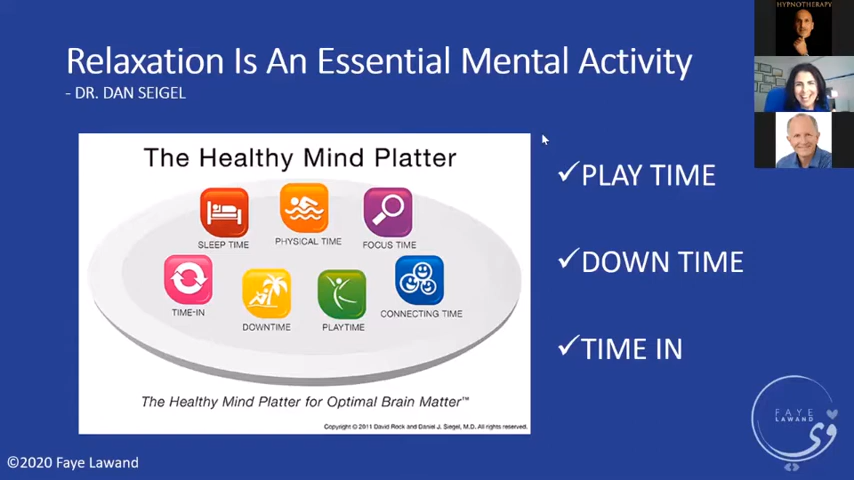 HYPNOTHERAPY
Relaxation Is An Essential Mental Activity
- DR. DAN SEIGEL
The Healthy Mind Platter
SLEEP TIME
PHYSICAL TIME
FOCUS TIME
TIME-IN
DOWNTIME
PLAYTIME
CONNECTING TIME
The Healthy Mind Platter for Optimal Brain Matter™
Copyright © 2011 David Rock and Daniel J. Siegel, M.D. All rights reserved.
✓PLAY TIME
✓DOWN TIME
✓TIME IN
FAYE
LAWAND
©2020 Faye Lawand